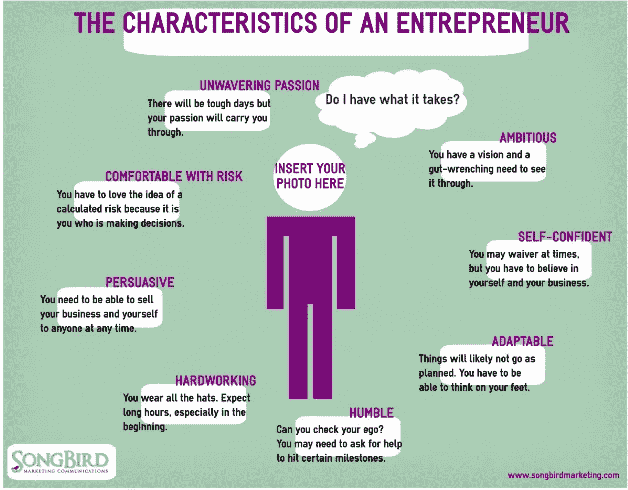 THE CHARACTERISTICS OF AN ENTREPRENEUR
UNWAVERING PASSION
There will be tough days but
your passion will carry you
through.
Do I have what it takes?
AMBITIOUS
You have a vision and a
gut-wrenching need to see
it through.
COMFORTABLE WITH RISK
You have to love the idea of a
calculated risk because it is
you who is making decisions.
INSERT YOUR
PHOTO HERE
SELF-CONFIDENT
You may waiver at times,
but you have to believe in
yourself and your business.
PERSUASIVE
You need to be able to sell
your business and yourself
to anyone at any time.
ADAPTABLE
Things will likely not go as
planned. You have to be
able to think on your feet.
HARDWORKING
You wear all the hats. Expect
long hours, especially in the
beginning.
HUMBLE
Can you check your ego?
You may need to ask for help
to hit certain milestones.
SONGBIRD
MARKETING COMMUNICATIONS
www.songbirdmarketing.com